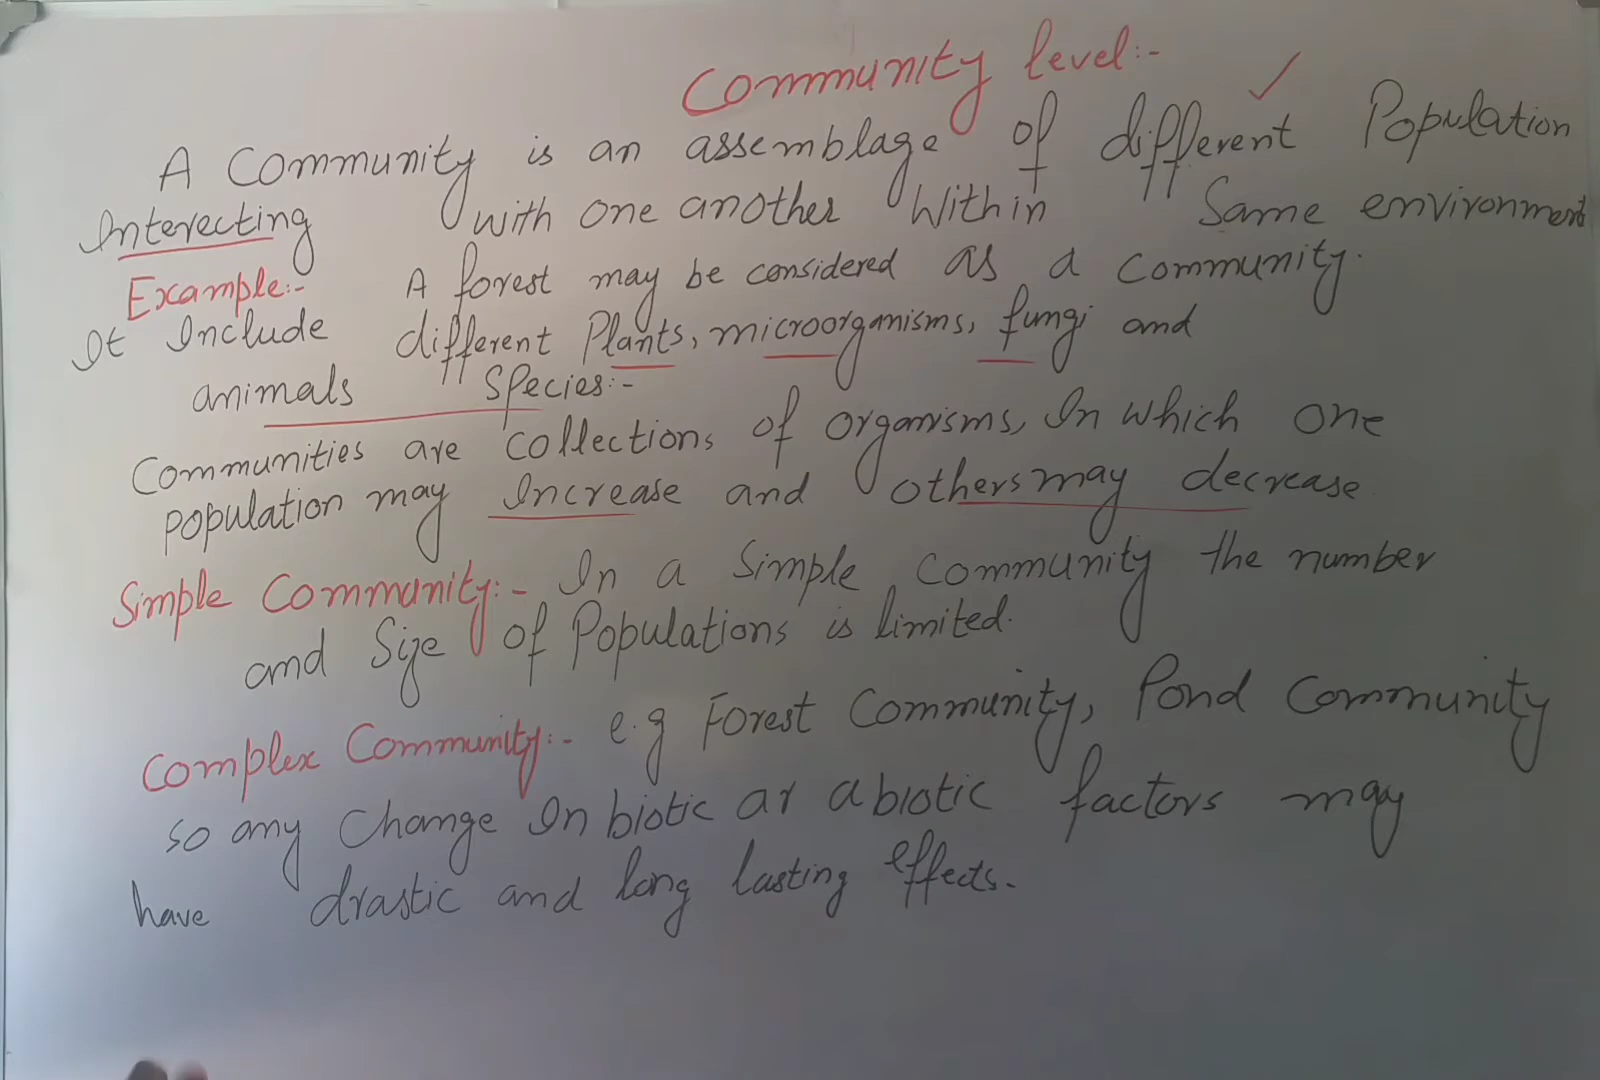 Community level:-
A Community is an assemblage of different Population
Interecting with one another Within Same environment
Example:- A forest may be considered as a Community.
It Include different Plants, microorganisms, fungi and
animals Species:-
Communities are Collections of organisms, In which one
population may Increase and others may decrease
Simple Community:- In a Simple Community the number
and Size of Populations is limited.
Complex Community:- e.g Forest Community, Pond Community
so any Change In biotic ar abiotic factors may
have drastic and long lasting effects.